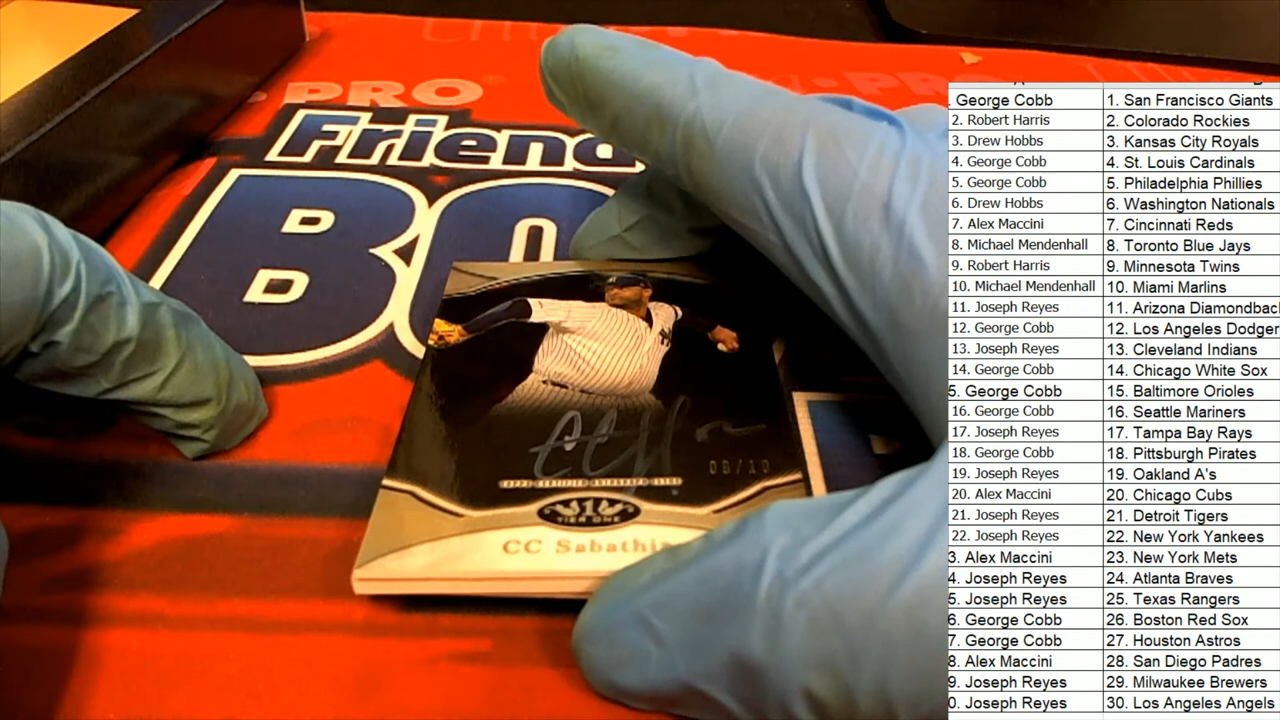 PRO
Friend
BO
CC S
08/10
TOPPS CERTIFIED AUTOGRAPH ISSUE
1
TIER ONE
CC Sabathia
. George Cobb 1. San Francisco Giants
2. Robert Harris 2. Colorado Rockies
3. Drew Hobbs 3. Kansas City Royals
4. George Cobb 4. St. Louis Cardinals
5. George Cobb 5. Philadelphia Phillies
6. Drew Hobbs 6. Washington Nationals
7. Alex Maccini 7. Cincinnati Reds
8. Michael Mendenhall 8. Toronto Blue Jays
9. Robert Harris 9. Minnesota Twins
10. Michael Mendenhall 10. Miami Marlins
11. Joseph Reyes 11. Arizona Diamondbac
12. George Cobb 12. Los Angeles Dodger
13. Joseph Reyes 13. Cleveland Indians
14. George Cobb 14. Chicago White Sox
5. George Cobb 15. Baltimore Orioles
16. George Cobb 16. Seattle Mariners
17. Joseph Reyes 17. Tampa Bay Rays
18. George Cobb 18. Pittsburgh Pirates
19. Joseph Reyes 19. Oakland A's
20. Alex Maccini 20. Chicago Cubs
21. Joseph Reyes 21. Detroit Tigers
22. Joseph Reyes 22. New York Yankees
3. Alex Maccini 23. New York Mets
4. Joseph Reyes 24. Atlanta Braves
5. Joseph Reyes 25. Texas Rangers
6. George Cobb 26. Boston Red Sox
7. George Cobb 27. Houston Astros
8. Alex Maccini 28. San Diego Padres
9. Joseph Reyes 29. Milwaukee Brewers
0. Joseph Reyes 30. Los Angeles Angels